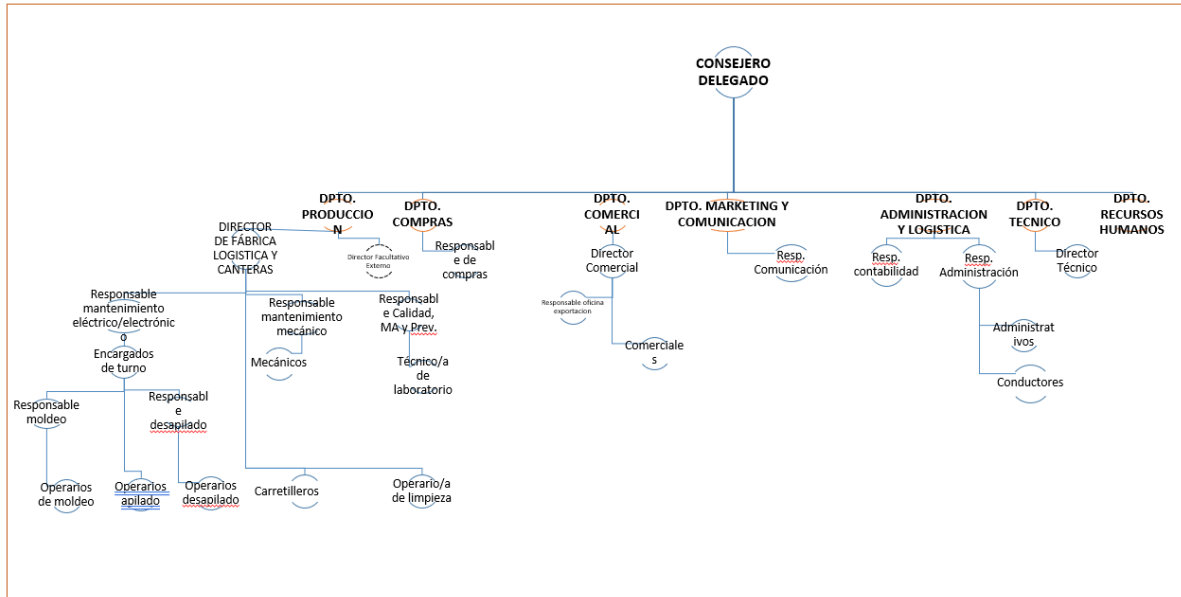 CONSEJERO
DELEGADO
DPTO.
PRODUCCIO
N
DPTO.
COMPRAS
DPTO.
COMERCI
AL
DPTO. MARKETING Y
COMUNICACION
DPTO.
ADMINISTRACION
Y LOGISTICA
DPTO.
TECNICO
DPTO.
RECURSOS
HUMANOS
DIRECTOR
DE FÁBRICA
LOGISTICA Y
CANTERAS
Director Facultativo
Externo
Responsabl
e de
compras
Director
Comercial
Resp.
Comunicación
Resp.
contabilidad
Resp.
Administración
Director
Técnico
Responsable
mantenimiento
eléctrico/electrónic
o
Responsable
mantenimiento
mecánico
Responsabl
e Calidad,
MA y Prev.
Responsable oficina
exportacion
Comerciale
s
Administrat
ivos
Conductores
Encargados
de turno
Mecánicos
Técnico/a
de
laboratorio
Responsable
moldeo
Responsabl
e
desapilado
Operarios
de moldeo
Operarios
apilado
Operarios
desapilado
Carretilleros
Operario/a
de limpieza